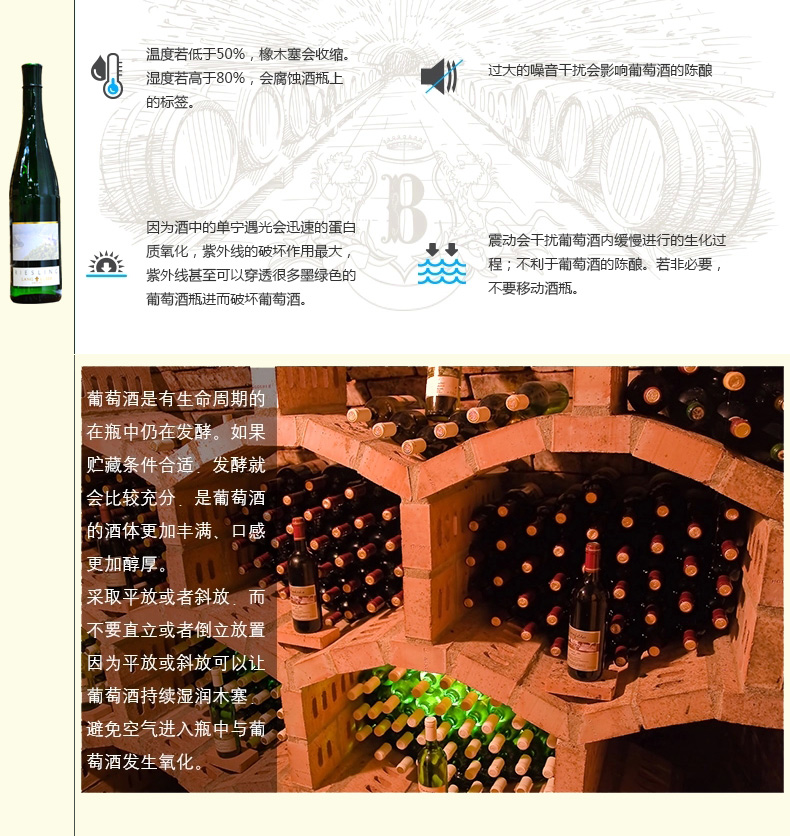 温度若低于50%，橡木塞会收缩。
湿度若高于80%，会腐蚀酒瓶上
的标签。
过大的噪音干扰会影响葡萄酒的陈酿
因为酒中的单宁遇光会迅速的蛋白
质氧化，紫外线的破坏作用最大，
紫外线甚至可以穿透很多墨绿色的
葡萄酒瓶进而破坏葡萄酒。
震动会干扰葡萄酒内缓慢进行的生化过
程；不利于葡萄酒的陈酿。若非必要，
不要移动酒瓶。
B
RIESLING
葡萄酒是有生命周期的
在瓶中仍在发酵。如果
贮藏条件合适．发酵就
会比较充分．是葡萄酒
的酒体更加丰满、口感
更加醇厚。
采取平放或者斜放．而
不要直立或者倒立放置
因为平放或斜放可以让
葡萄酒持续湿润木塞．
避免空气进入瓶中与葡
萄酒发生氧化。